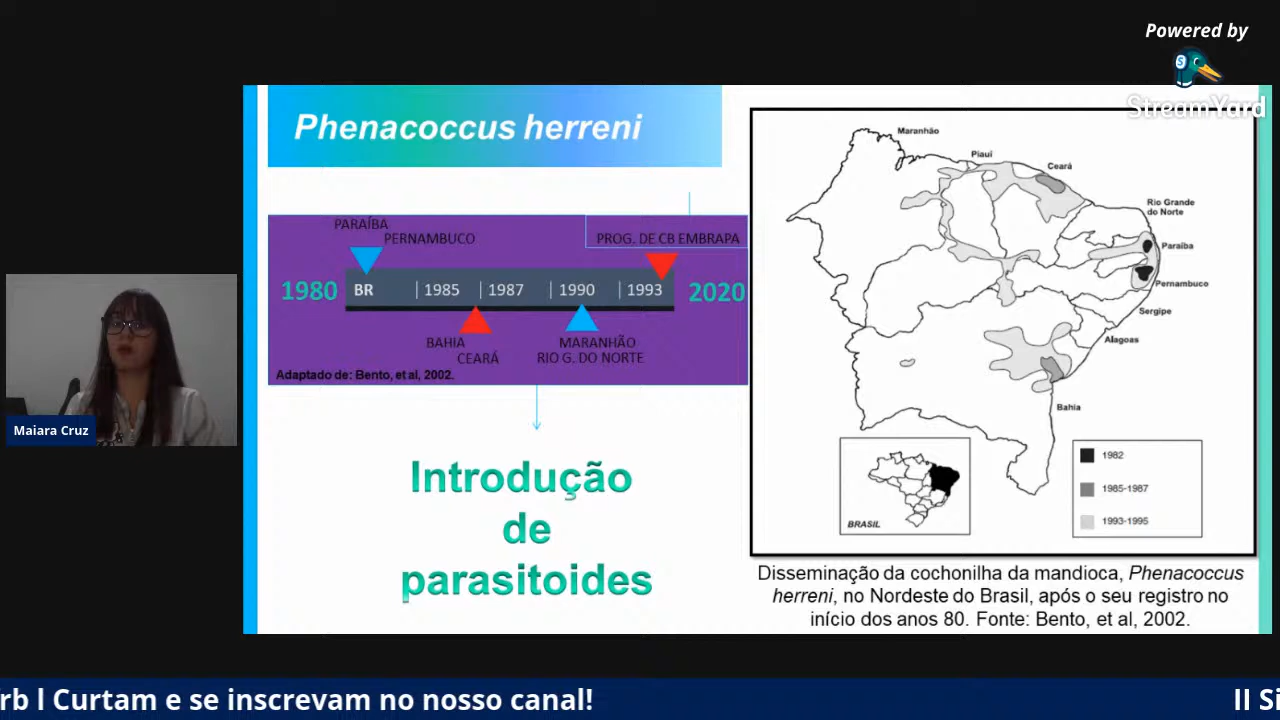 Powered by
StreamYard
Phenacoccus herreni
PARAÍBA
PERNAMBUCO
PROG. DE CB EMBRAPA
1980
BR
1985
1987
1990
1993
2020
BAHIA
CEARÁ
MARANHÃO
RIO G. DO NORTE
Adaptado de: Bento, et al, 2002.
Introdução
de
parasitoides
Maranhão
Piauí
Ceará
Rio Grande
do Norte
Paraíba
Pernambuco
Sergipe
Alagoas
Bahia
BRASIL
1982
1985-1987
1993-1995
Disseminação da cochonilha da mandioca, Phenacoccus
herreni, no Nordeste do Brasil, após o seu registro no
início dos anos 80. Fonte: Bento, et al, 2002.
Maiara Cruz
rb l Curtam e se inscrevam no nosso canal!
II Si